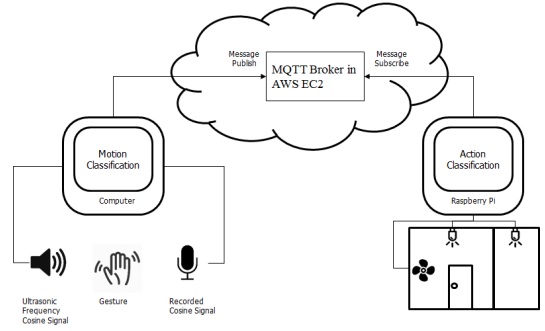 Message
Publish
Message
Subscribe
MQTT Broker in
AWS EC2
Motion
Classification
Computer
Action
Classification
Raspberry Pi
Ultrasonic
Frequency
Cosine Signal
Gesture
Recorded
Cosine Signal